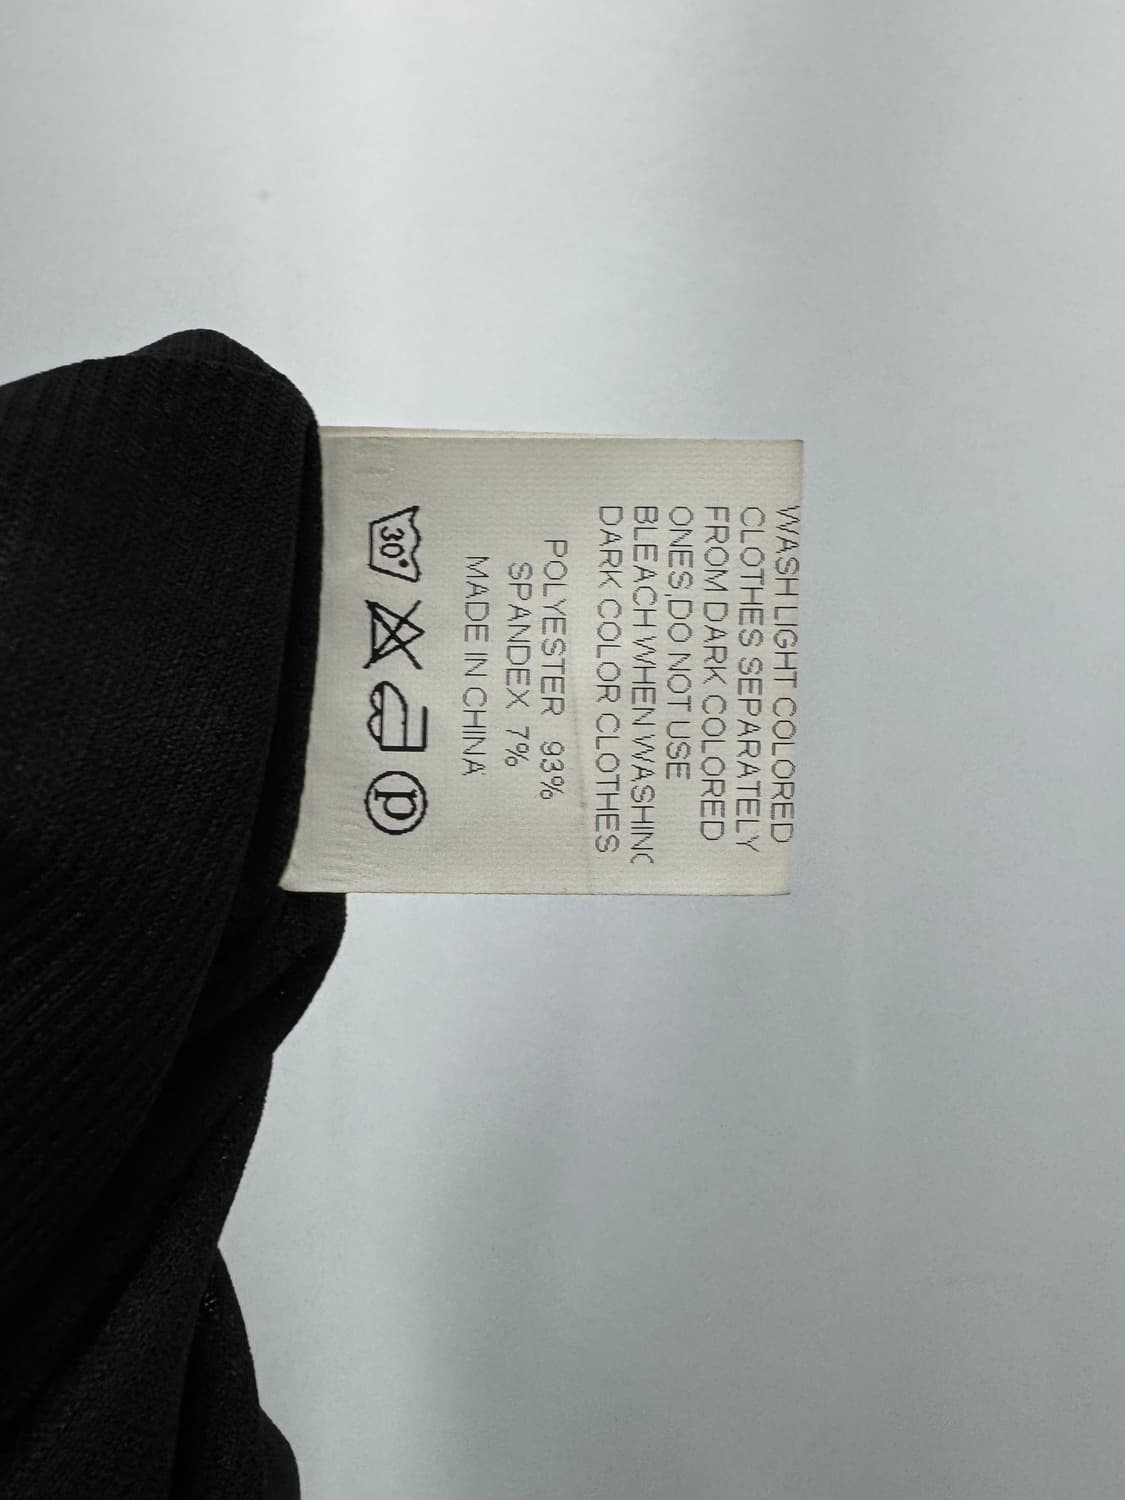 WASH LIGHT COLORED
CLOTHES SEPARATELY
FROM DARK COLORED
ONES,DO NOT USE
BLEACH WHEN WASHING
DARK COLOR CLOTHES
POLYESTER 93%
SPANDEX 7%
MADE IN CHINA
30°
p